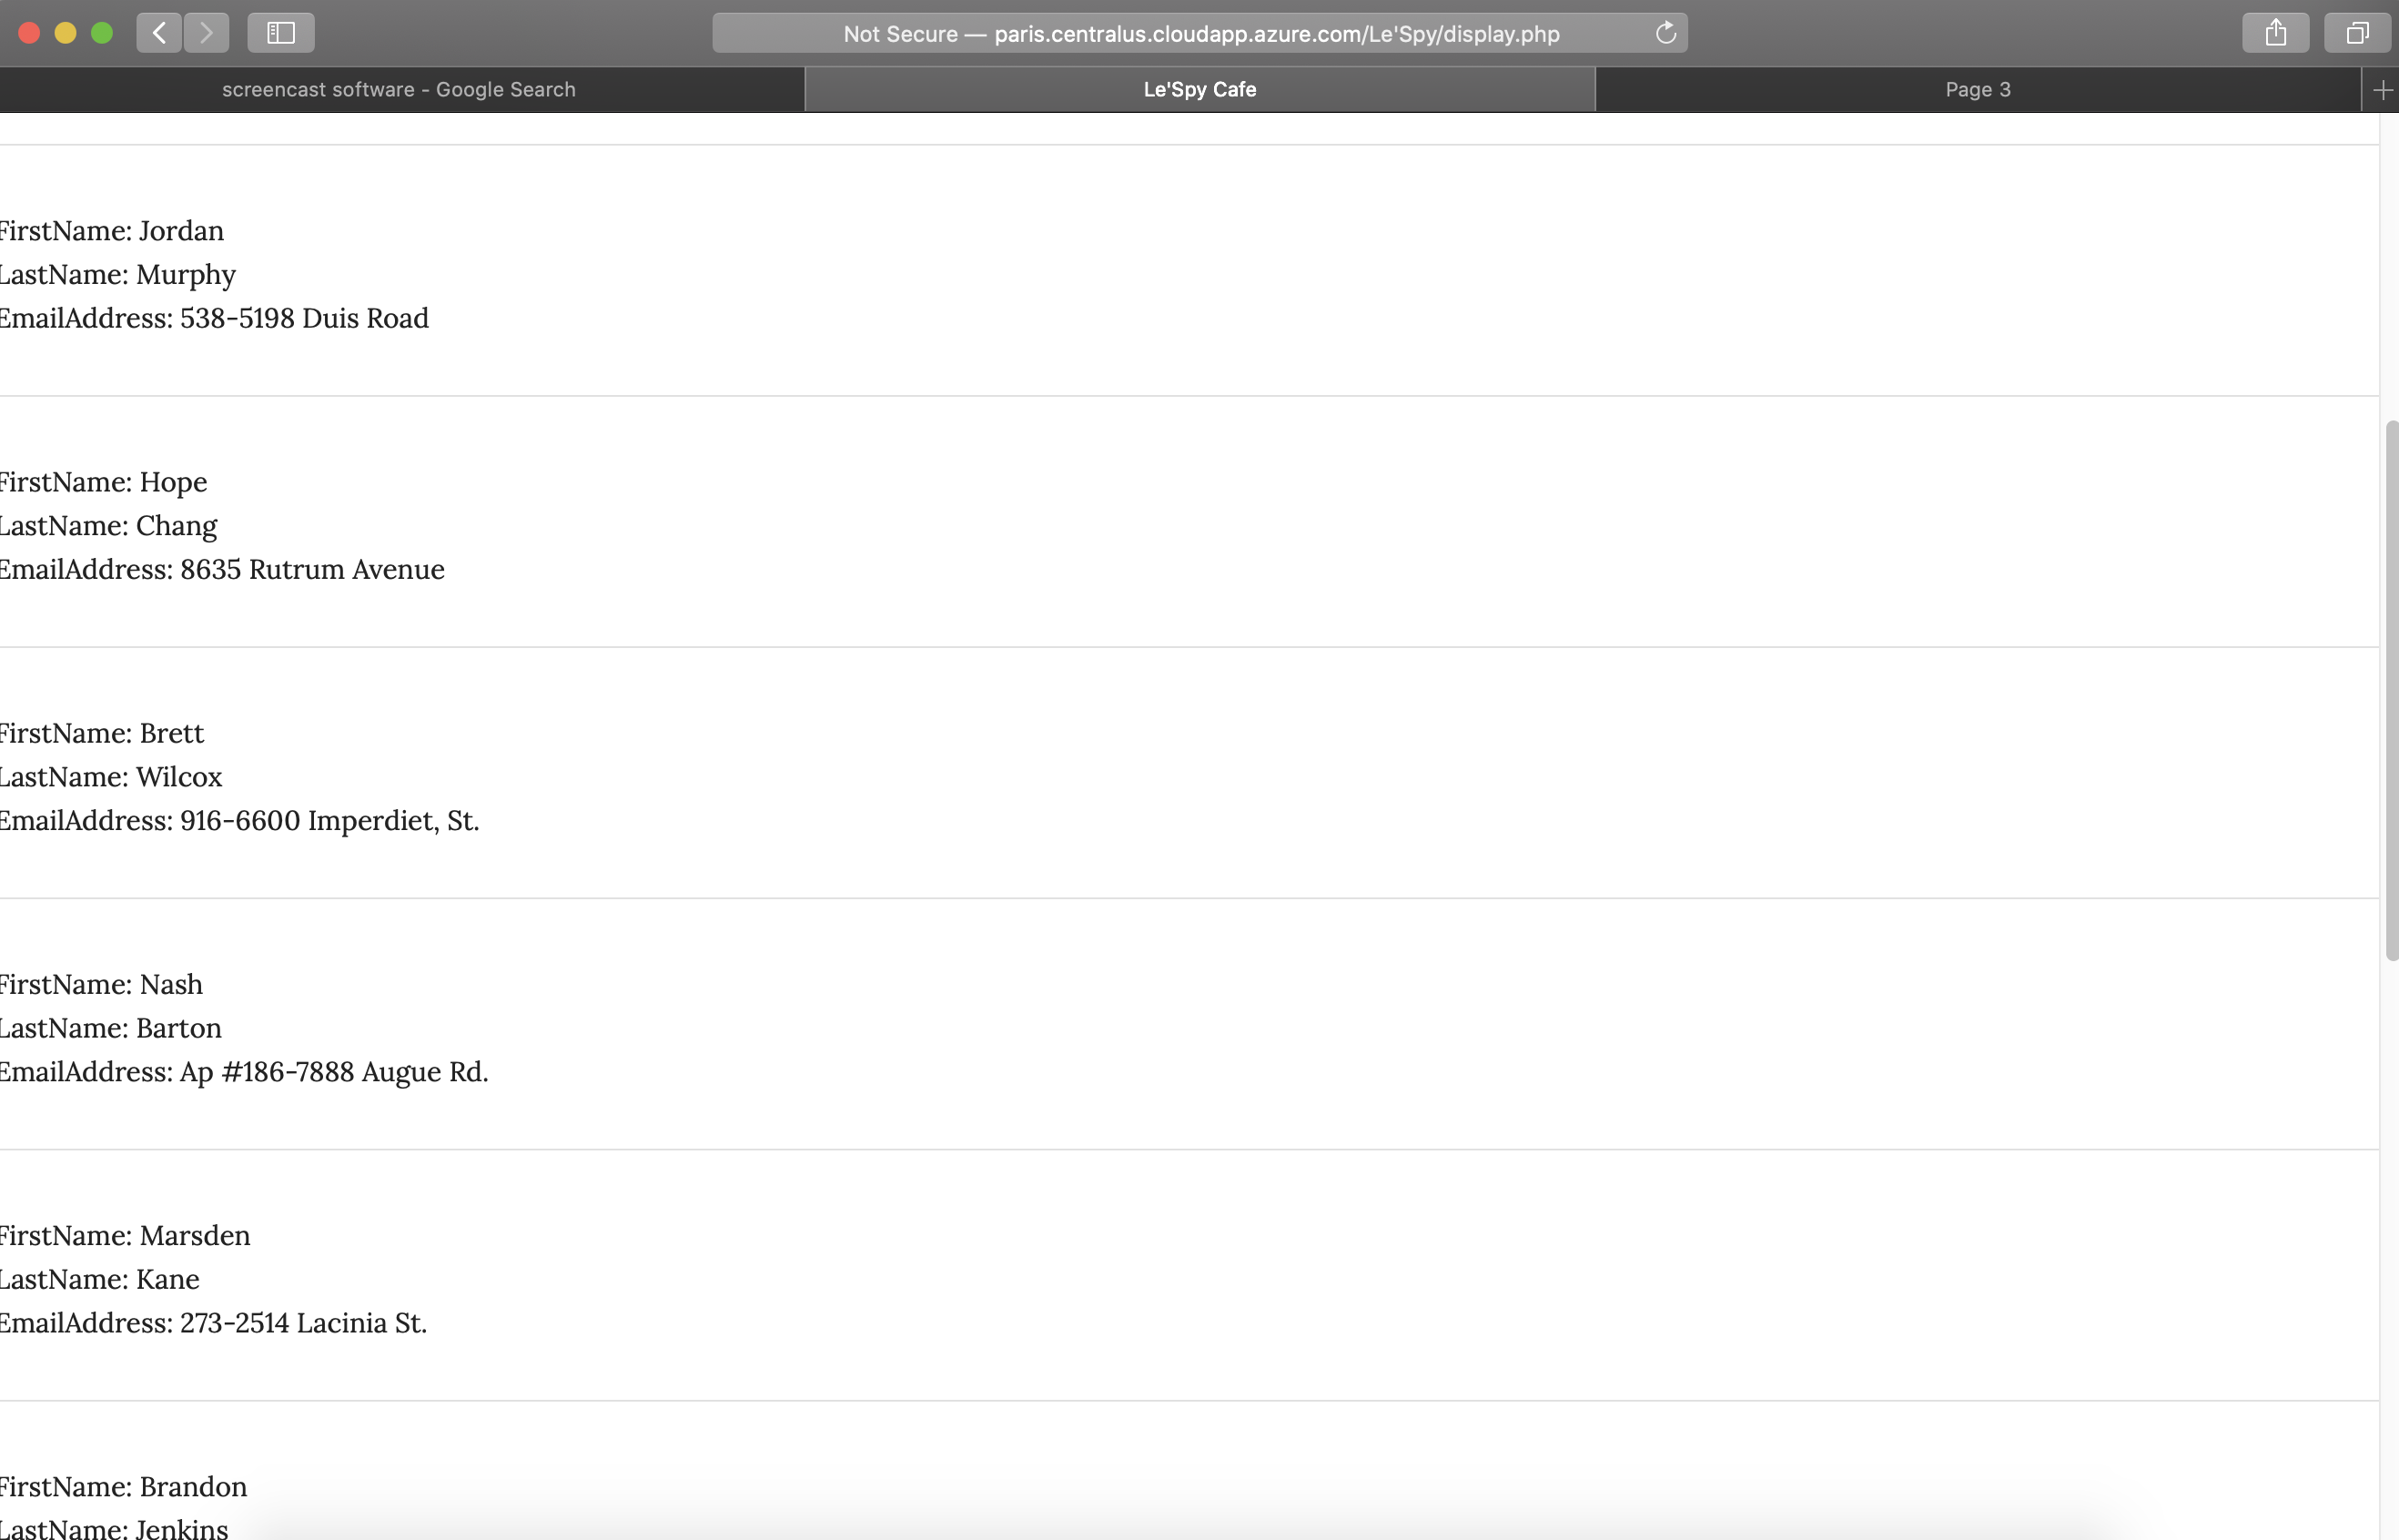 Not Secure — paris.centralus.cloudapp.azure.com/Le'Spy/display.php
screencast software - Google Search
Le'Spy Cafe
Page 3
FirstName: Jordan
LastName: Murphy
EmailAddress: 538-5198 Duis Road
FirstName: Hope
LastName: Chang
EmailAddress: 8635 Rutrum Avenue
FirstName: Brett
LastName: Wilcox
EmailAddress: 916-6600 Imperdiet, St.
FirstName: Nash
LastName: Barton
EmailAddress: Ap #186-7888 Augue Rd.
FirstName: Marsden
LastName: Kane
EmailAddress: 273-2514 Lacinia St.
FirstName: Brandon
LastName: Jenkins